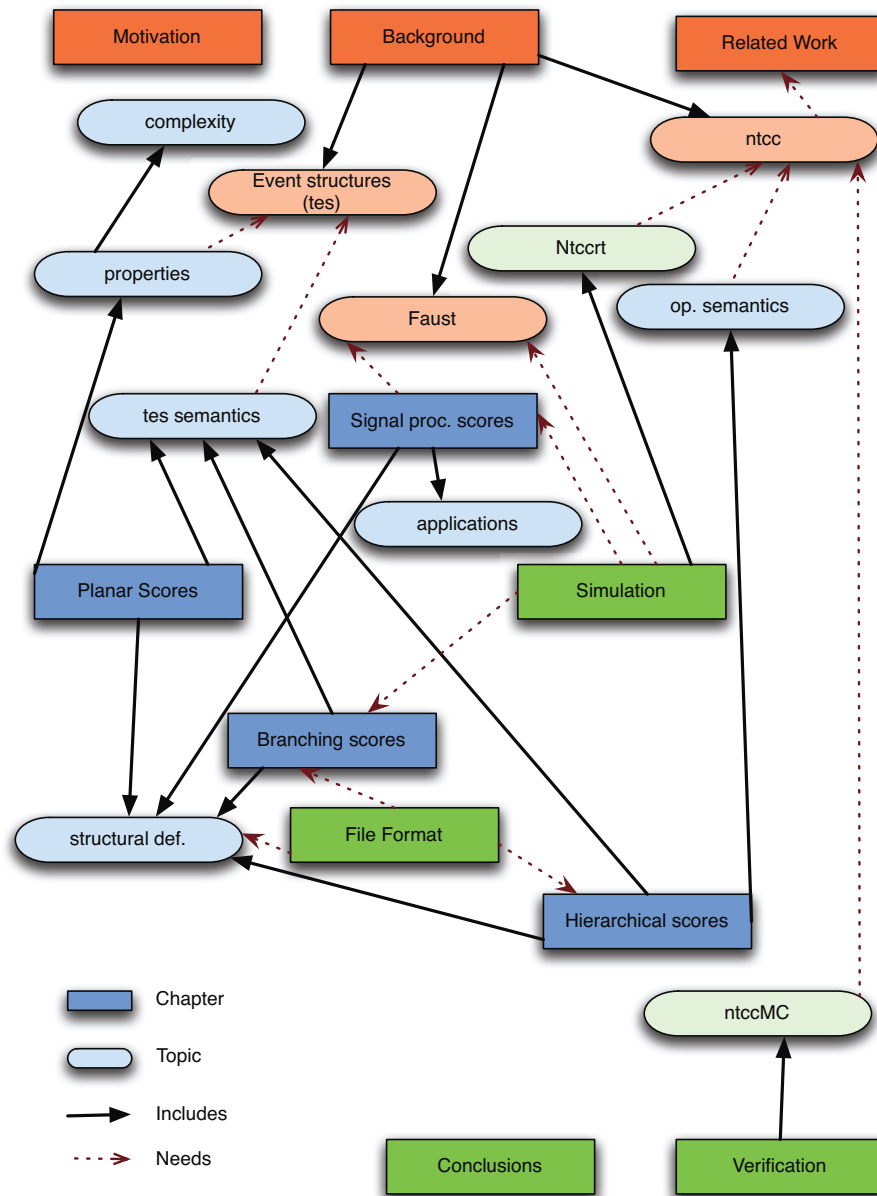 Motivation
Background
Related Work
complexity
ntcc
Event structures
(tes)
Ntccrt
properties
op. semantics
Faust
tes semantics
Signal proc. scores
applications
Planar Scores
Simulation
Branching scores
structural def.
File Format
Hierarchical scores
Chapter
ntccMC
Topic
Includes
Needs
Conclusions
Verification